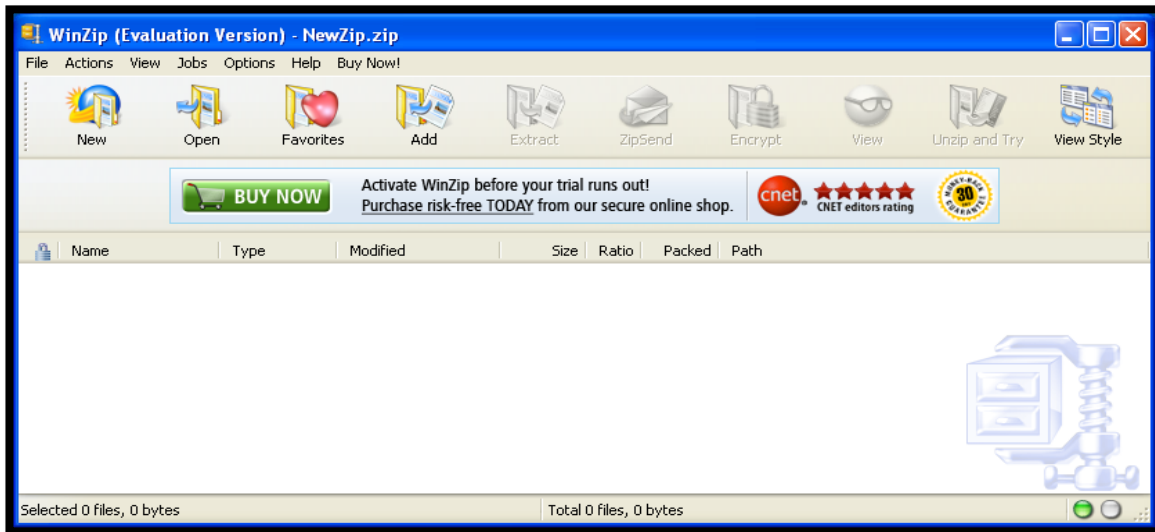 WinZip (Evaluation Version) - NewZip.zip
File Actions View Jobs Options Help Buy Now!
New Open Favorites Add Extract ZipSend Encrypt View Unzip and Try View Style
BUY NOW
Activate WinZip before your trial runs out!
Purchase risk-free TODAY from our secure online shop.
cnet.
CNET editors rating
MONEY-BACK
30
GUARANTEE
Name Type Modified Size Ratio Packed Path
Selected 0 files, 0 bytes Total 0 files, 0 bytes